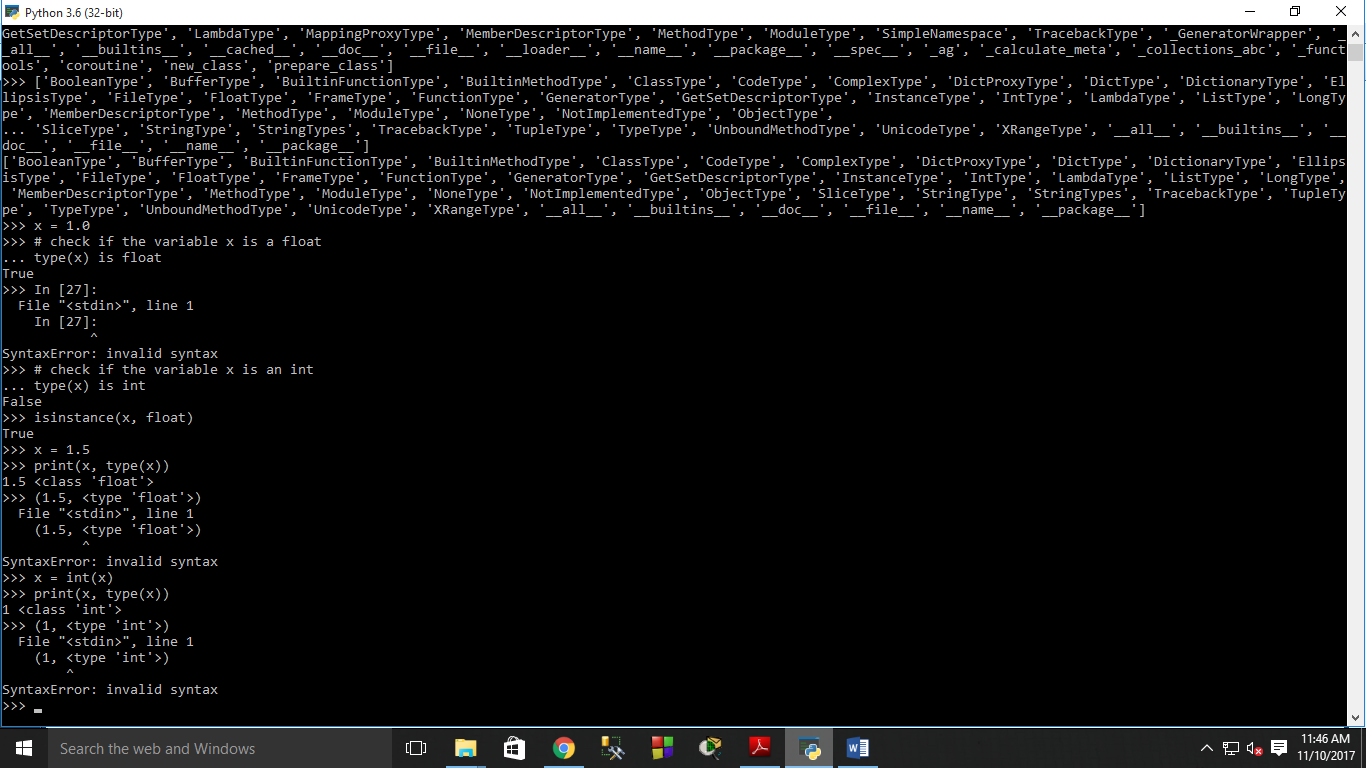 Python 3.6 (32-bit)
GetSetDescriptorType', 'LambdaType', 'MappingProxyType', 'MemberDescriptorType', 'MethodType', 'ModuleType', 'SimpleNamespace', 'TracebackType', '_GeneratorWrapper', '_
_all__', '__builtins__', '__cached__', '__doc__', '__file__', '__loader__', '__name__', '__package__', '__spec__', '_ag', '_calculate_meta', '_collections_abc', '_funct
ools', 'coroutine', 'new_class', 'prepare_class']
>>> ['BooleanType', 'BufferType', 'BuiltinFunctionType', 'BuiltinMethodType', 'ClassType', 'CodeType', 'ComplexType', 'DictProxyType', 'DictType', 'DictionaryType', 'El
lipsisType', 'FileType', 'FloatType', 'FrameType', 'FunctionType', 'GeneratorType', 'GetSetDescriptorType', 'InstanceType', 'IntType', 'LambdaType', 'ListType', 'LongTy
pe', 'MemberDescriptorType', 'MethodType', 'ModuleType', 'NoneType', 'NotImplementedType', 'ObjectType',
... 'SliceType', 'StringType', 'StringTypes', 'TracebackType', 'TupleType', 'TypeType', 'UnboundMethodType', 'UnicodeType', 'XRangeType', '__all__', '__builtins__', '__
doc__', '__file__', '__name__', '__package__']
['BooleanType', 'BufferType', 'BuiltinFunctionType', 'BuiltinMethodType', 'ClassType', 'CodeType', 'ComplexType', 'DictProxyType', 'DictType', 'DictionaryType', 'Ellips
isType', 'FileType', 'FloatType', 'FrameType', 'FunctionType', 'GeneratorType', 'GetSetDescriptorType', 'InstanceType', 'IntType', 'LambdaType', 'ListType', 'LongType',
'MemberDescriptorType', 'MethodType', 'ModuleType', 'NoneType', 'NotImplementedType', 'ObjectType', 'SliceType', 'StringType', 'StringTypes', 'TracebackType', 'TupleTy
pe', 'TypeType', 'UnboundMethodType', 'UnicodeType', 'XRangeType', '__all__', '__builtins__', '__doc__', '__file__', '__name__', '__package__']
>>> x = 1.0
>>> # check if the variable x is a float
... type(x) is float
True
>>> In [27]:
  File "<stdin>", line 1
    In [27]:
           ^
SyntaxError: invalid syntax
>>> # check if the variable x is an int
... type(x) is int
False
>>> isinstance(x, float)
True
>>> x = 1.5
>>> print(x, type(x))
1.5 <class 'float'>
>>> (1.5, <type 'float'>)
  File "<stdin>", line 1
    (1.5, <type 'float'>)
          ^
SyntaxError: invalid syntax
>>> x = int(x)
>>> print(x, type(x))
1 <class 'int'>
>>> (1, <type 'int'>)
  File "<stdin>", line 1
    (1, <type 'int'>)
        ^
SyntaxError: invalid syntax
>>>
Search the web and Windows
11:46 AM
11/10/2017